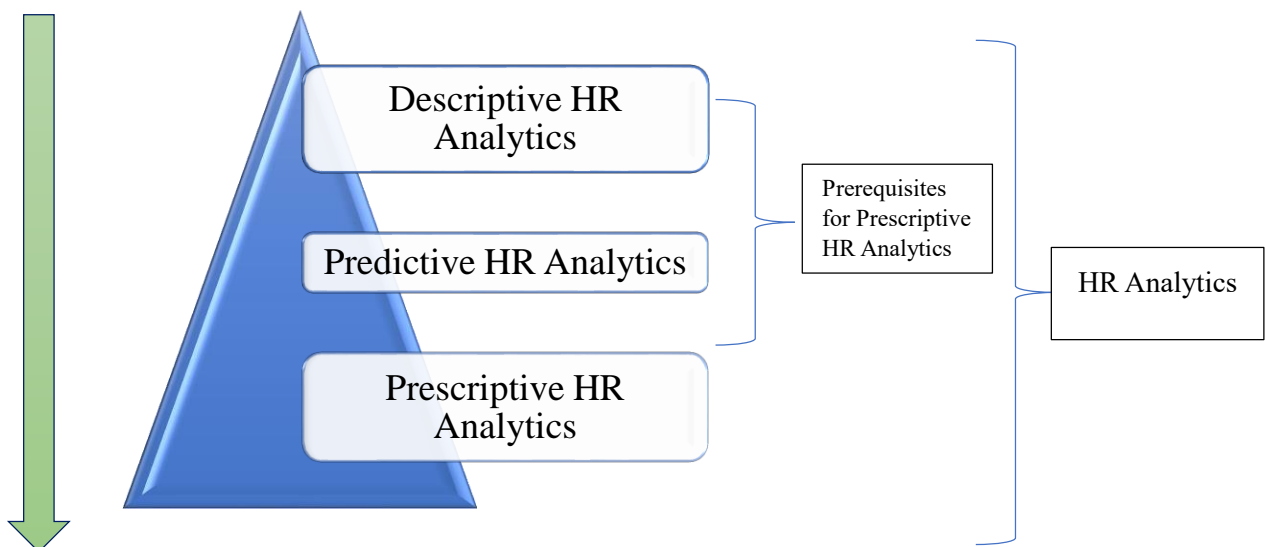 Descriptive HR
Analytics
Predictive HR Analytics
Prescriptive HR
Analytics
Prerequisites
for Prescriptive
HR Analytics
HR Analytics